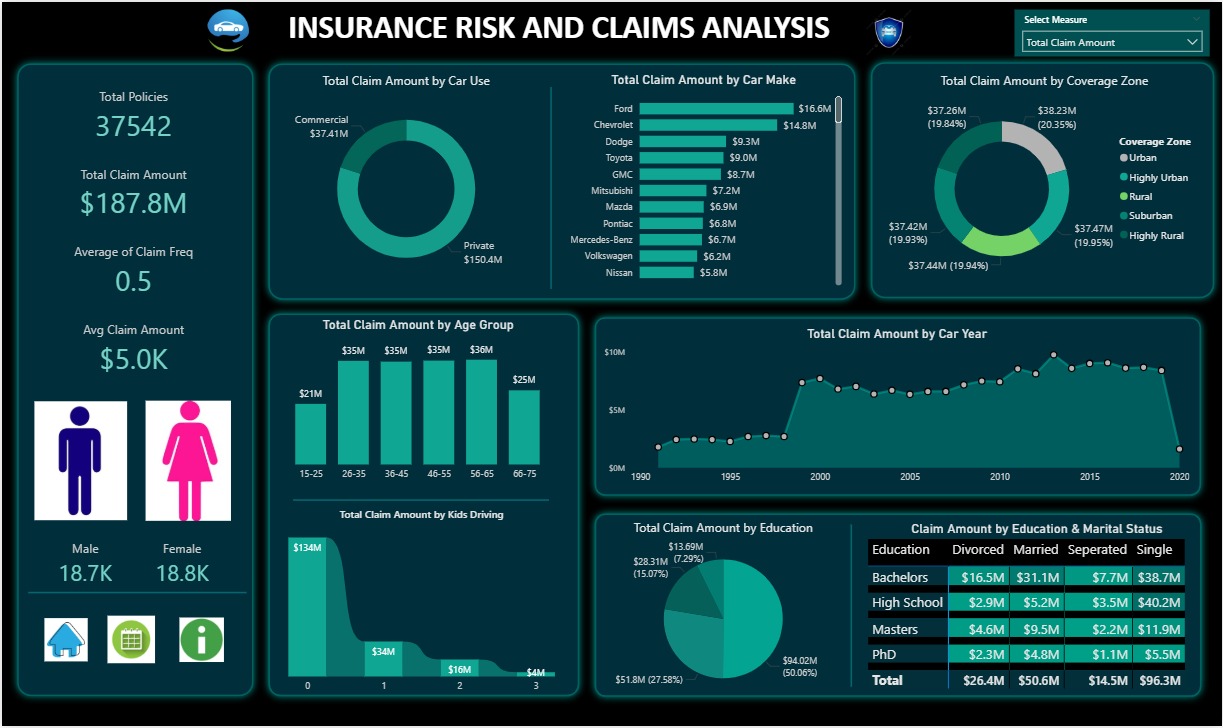 INSURANCE RISK AND CLAIMS ANALYSIS
Select Measure
Total Claim Amount
Total Policies
37542
Total Claim Amount
$187.8M
Average of Claim Freq
0.5
Avg Claim Amount
$5.0K
Male
18.7K
Female
18.8K
Total Claim Amount by Car Use
Commercial
$37.41M
Private
$150.4M
Total Claim Amount by Car Make
Ford $16.6M
Chevrolet $14.8M
Dodge $9.3M
Toyota $9.0M
GMC $8.7M
Mitsubishi $7.2M
Mazda $6.9M
Pontiac $6.8M
Mercedes-Benz $6.7M
Volkswagen $6.2M
Nissan $5.8M
Total Claim Amount by Coverage Zone
$37.26M
(19.84%)
$38.23M
(20.35%)
$37.42M
(19.93%)
$37.47M
(19.95%)
$37.44M (19.94%)
Coverage Zone
Urban
Highly Urban
Rural
Suburban
Highly Rural
Total Claim Amount by Age Group
$21M $35M $35M $35M $36M $25M
15-25 26-35 36-45 46-55 56-65 66-75
Total Claim Amount by Kids Driving
$134M
$34M
$16M
$4M
0 1 2 3
Total Claim Amount by Car Year
$10M
$5M
$0M
1990 1995 2000 2005 2010 2015 2020
Total Claim Amount by Education
$13.69M
(7.29%)
$28.31M
(15.07%)
$94.02M
(50.06%)
$51.8M (27.58%)
Claim Amount by Education & Marital Status
Education Divorced Married Seperated Single
Bachelors $16.5M $31.1M $7.7M $38.7M
High School $2.9M $5.2M $3.5M $40.2M
Masters $4.6M $9.5M $2.2M $11.9M
PhD $2.3M $4.8M $1.1M $5.5M
Total $26.4M $50.6M $14.5M $96.3M